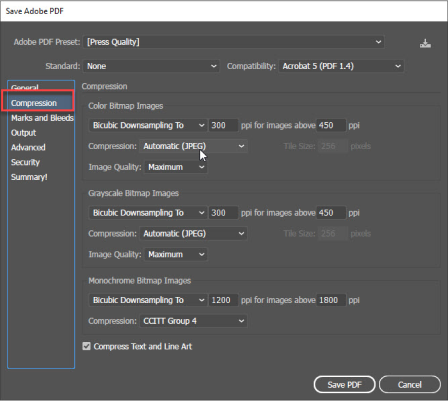 Save Adobe PDF
Adobe PDF Preset: [Press Quality]
Standard: None Compatibility: Acrobat 5 (PDF 1.4)
General Compression
Compression
Marks and Bleeds
Output
Advanced
Security
Summary!
Color Bitmap Images
Bicubic Downsampling To 300 ppi for images above 450 ppi
Compression: Automatic (JPEG) Tile Size: 256 pixels
Image Quality: Maximum
Grayscale Bitmap Images
Bicubic Downsampling To 300 ppi for images above 450 ppi
Compression: Automatic (JPEG) Tile Size: 256 pixels
Image Quality: Maximum
Monochrome Bitmap Images
Bicubic Downsampling To 1200 ppi for images above 1800 ppi
Compression: CCITT Group 4
Compress Text and Line Art
Save PDF Cancel